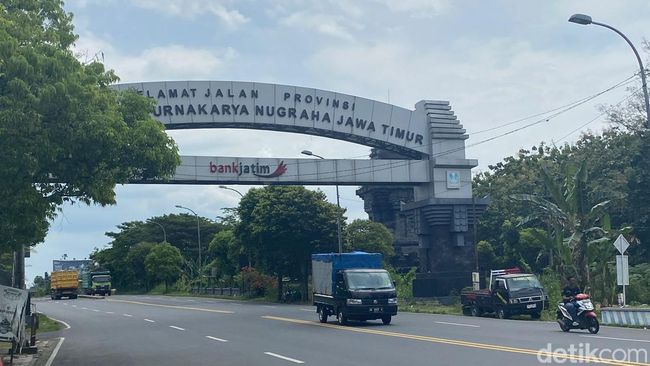 LAMAT JALAN PROVINSI
URNAKARYA NUGRAHA JAWA TIMUR
bankjatim
detikcom